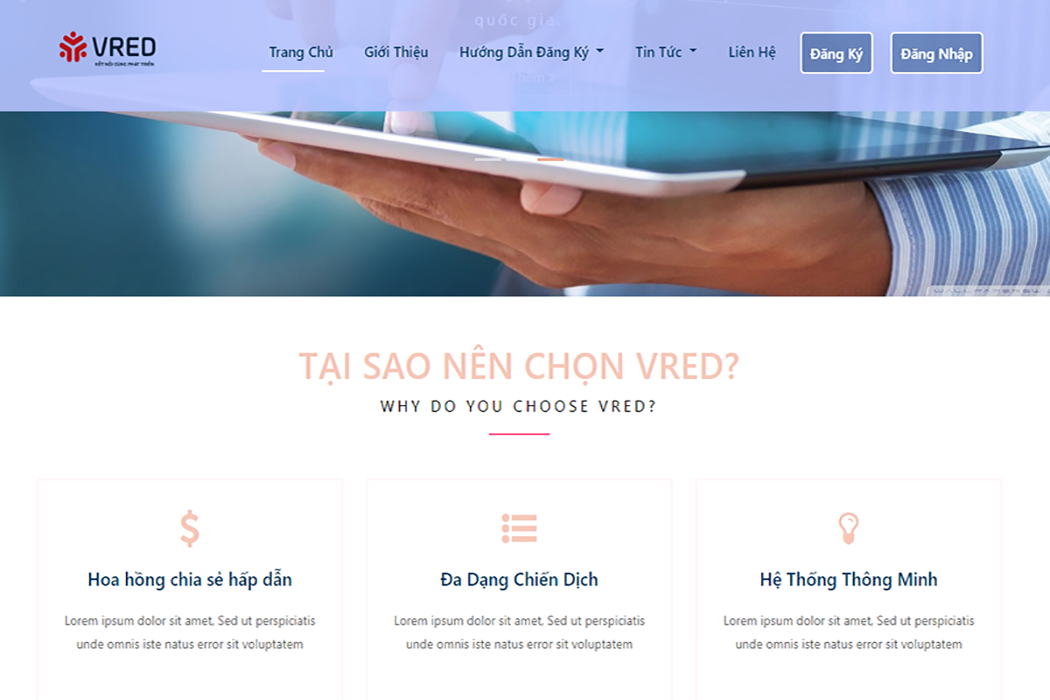 quốc gia.
VRED
KẾT NỐI CÙNG PHÁT TRIỂN
Trang Chủ
Giới Thiệu
Hướng Dẫn Đăng Ký
Tin Tức
Liên Hệ
Đăng Ký
Đăng Nhập
TẠI SAO NÊN CHỌN VRED?
WHY DO YOU CHOOSE VRED?
Hoa hồng chia sẻ hấp dẫn
Lorem ipsum dolor sit amet, Sed ut perspiciatis
unde omnis iste natus error sit voluptatem
Đa Dạng Chiến Dịch
Lorem ipsum dolor sit amet, Sed ut perspiciatis
unde omnis iste natus error sit voluptatem
Hệ Thống Thông Minh
Lorem ipsum dolor sit amet, Sed ut perspiciatis
unde omnis iste natus error sit voluptatem